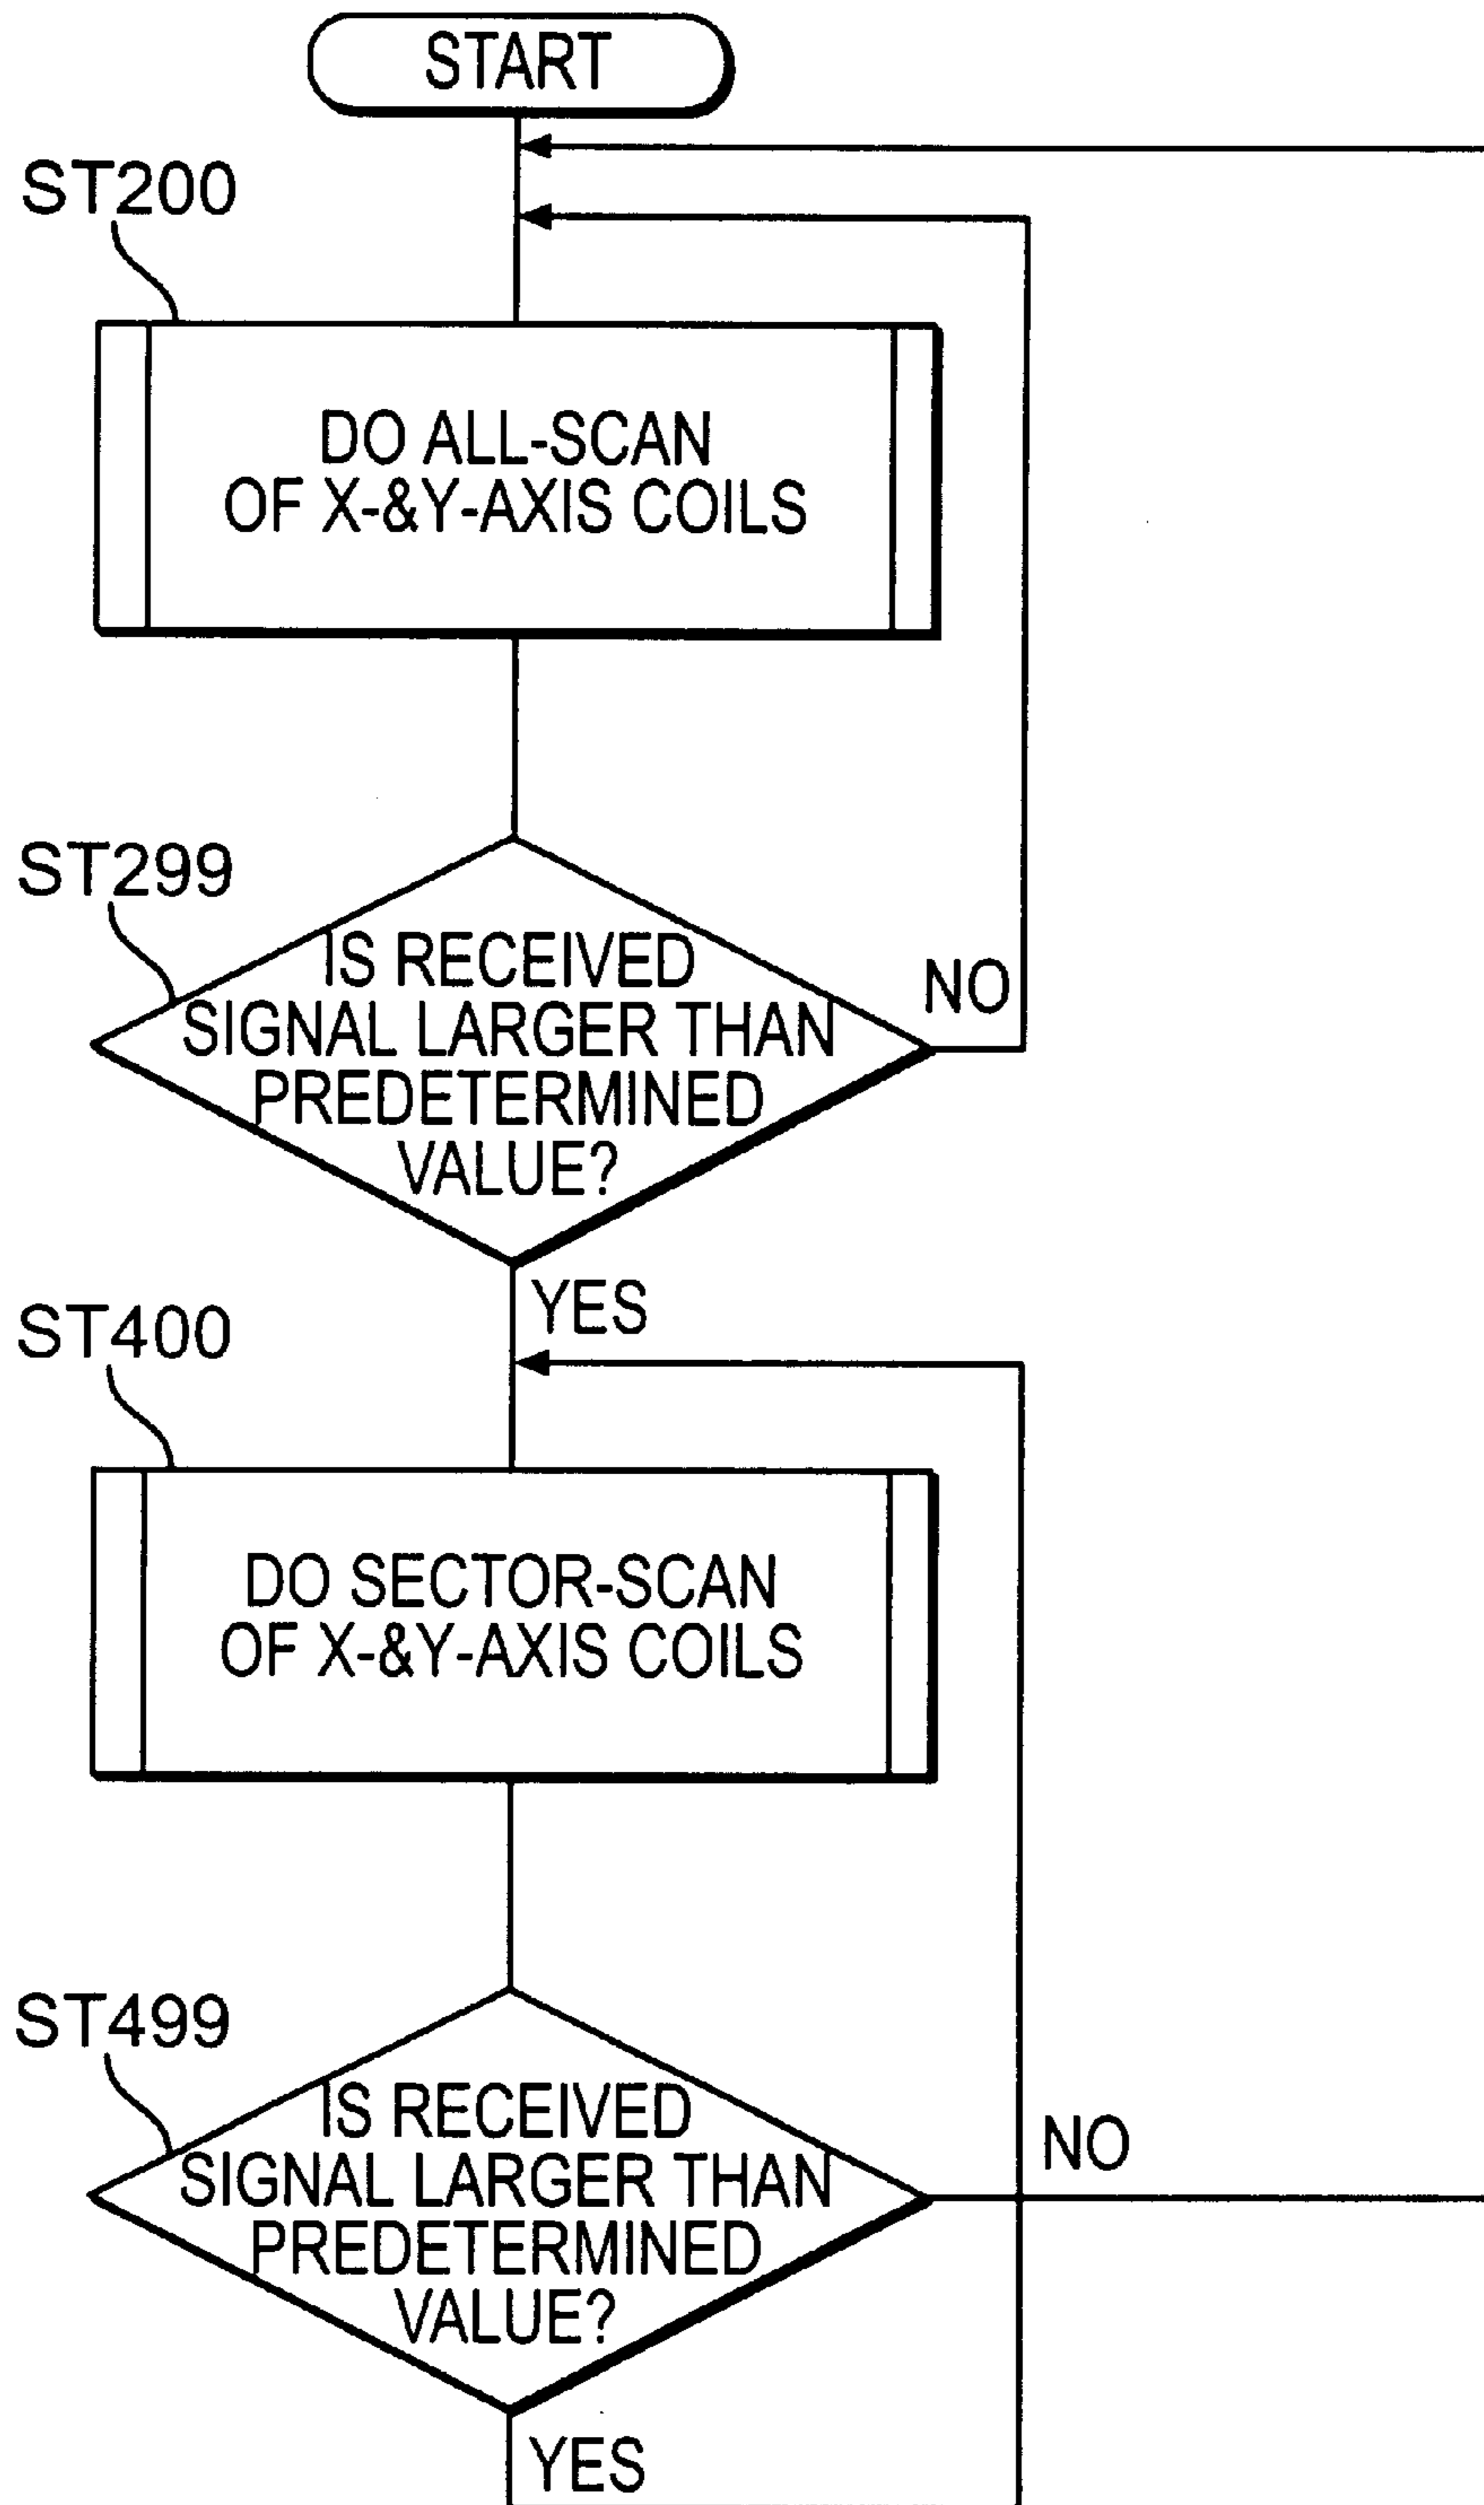 START
ST200
DO ALL-SCAN
OF X-&Y-AXIS COILS
ST299
IS RECEIVED
SIGNAL LARGER THAN
PREDETERMINED
VALUE?
NO
YES
ST400
DO SECTOR-SCAN
OF X-&Y-AXIS COILS
ST499
IS RECEIVED
SIGNAL LARGER THAN
PREDETERMINED
VALUE?
NO
YES